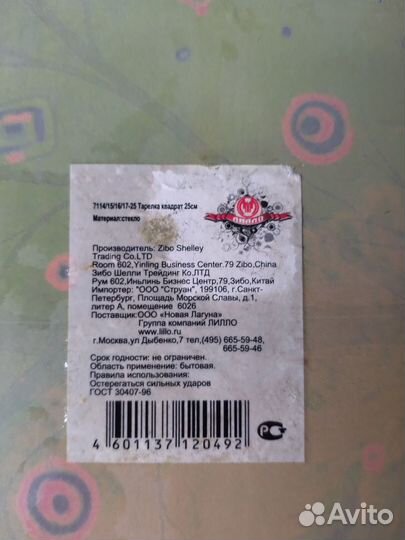 ЛИЛЛО
7114/15/16/17-25 Тарелка квадрат 25см
Материал:стекло
Производитель: Zibo Shelley
Trading Co.LTD
Room 602,Yinling Business Center.79 Zibo,China
Зибо Шелли Трейдинг Ко.ЛТД
Рум 602,Иньлинь Бизнес Центр,79,Зибо,Китай
Импортер: "ООО "Струан", 199106, г.Санкт-
Петербург, Площадь Морской Славы, д.1,
литер А, помещение 6026
Поставщик:ООО «Новая Лагуна»
Группа компаний ЛИЛЛО
www.lillo.ru
г.Москва,ул Дыбенко,7 тел,(495) 665-59-48,
665-59-46
Срок годности: не ограничен.
Область применения: бытовая.
Правила использования:
Остерегаться сильных ударов
ГОСТ 30407-96
4 601137 120492
Avito